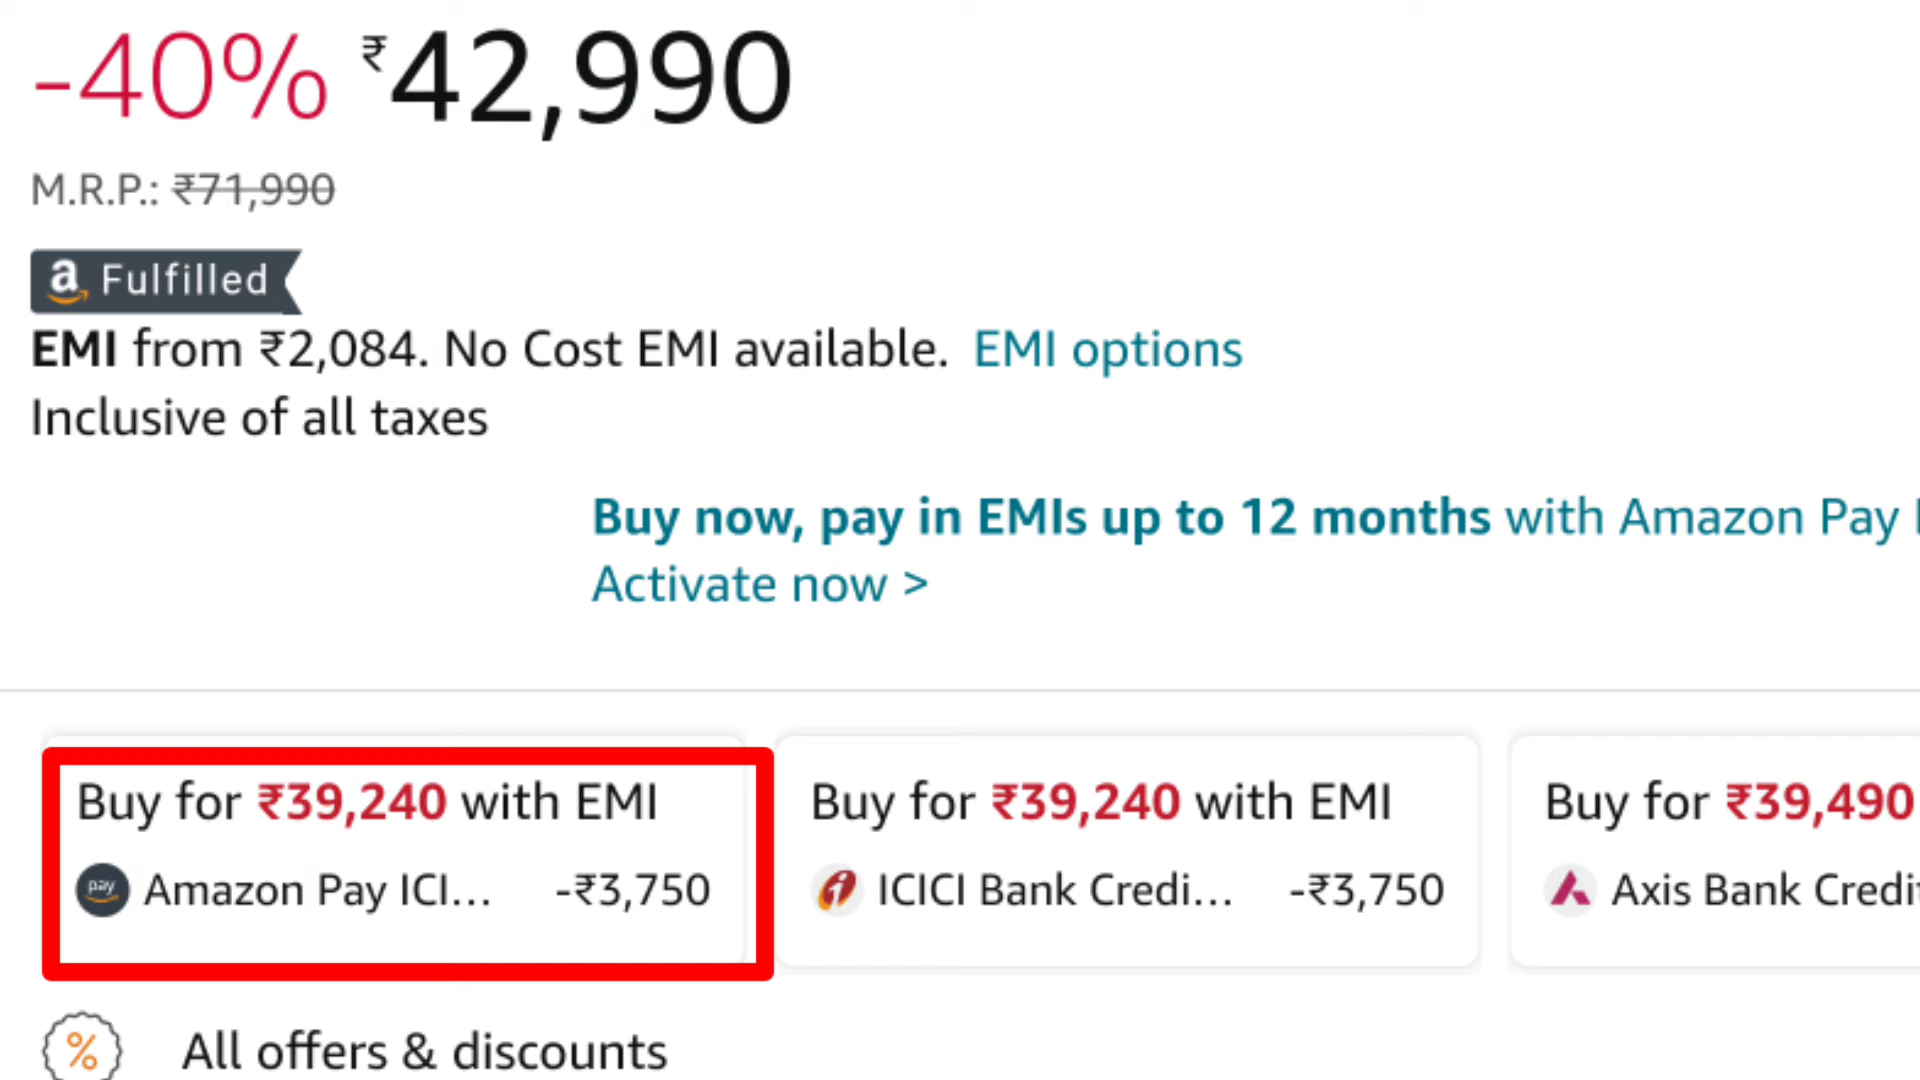 -40% ₹42,990
M.R.P.: ₹71,990
a Fulfilled
EMI from ₹2,084. No Cost EMI available. EMI options
Inclusive of all taxes
Buy now, pay in EMIs up to 12 months with Amazon Pay
Activate now >
Buy for ₹39,240 with EMI
pay Amazon Pay ICI... -₹3,750
Buy for ₹39,240 with EMI
ICICI Bank Credi... -₹3,750
Buy for ₹39,490
Axis Bank Credit
% All offers & discounts